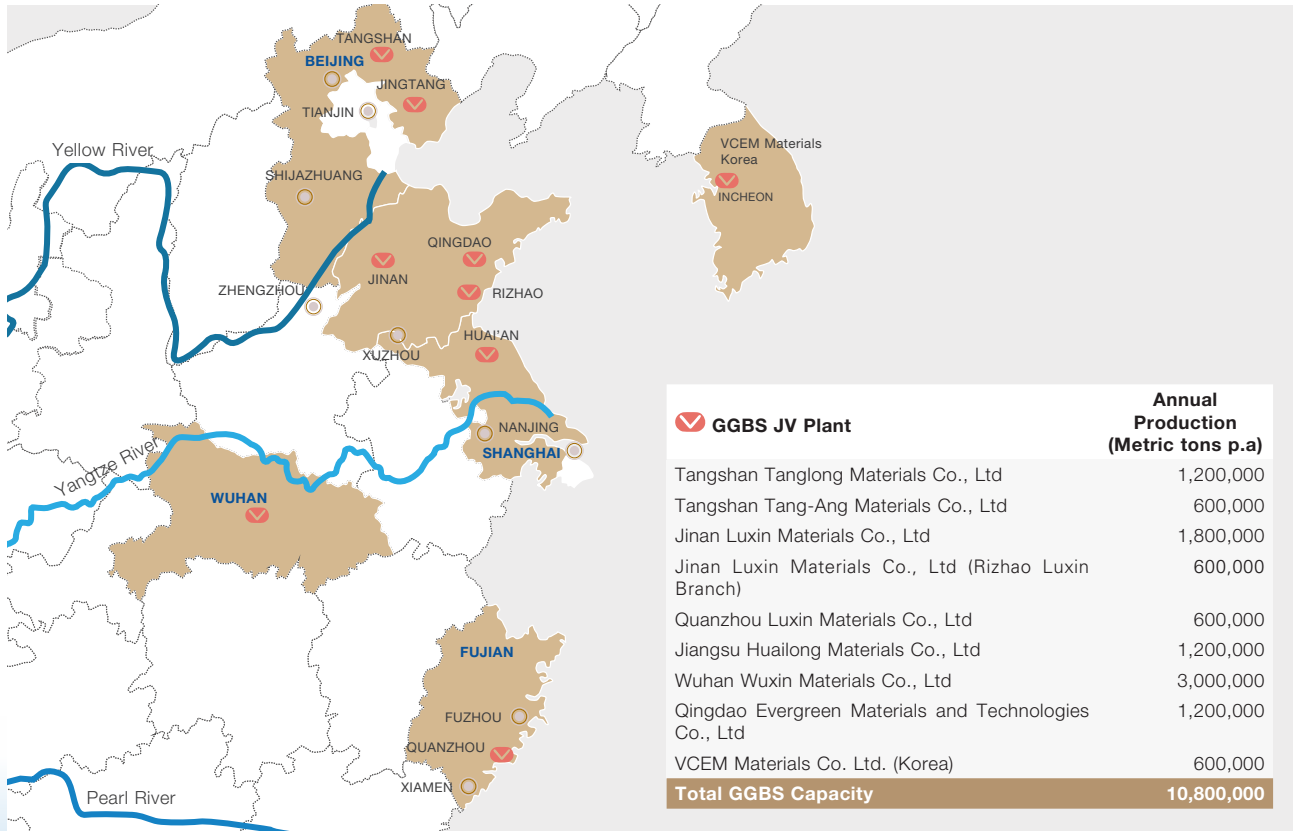 TANGSHAN
BEIJING
JINGTANG
TIANJIN
Yellow River
SHIJAZHUANG
VCEM Materials
Korea
INCHEON
QINGDAO
JINAN
RIZHAO
ZHENGZHOU
HUAI'AN
XUZHOU
NANJING
SHANGHAI
Yangtze River
WUHAN
FUJIAN
FUZHOU
QUANZHOU
XIAMEN
Pearl River
GGBS JV Plant
Annual
Production
(Metric tons p.a)
Tangshan Tanglong Materials Co., Ltd 1,200,000
Tangshan Tang-Ang Materials Co., Ltd 600,000
Jinan Luxin Materials Co., Ltd 1,800,000
Jinan Luxin Materials Co., Ltd (Rizhao Luxin 600,000
Branch)
Quanzhou Luxin Materials Co., Ltd 600,000
Jiangsu Huailong Materials Co., Ltd 1,200,000
Wuhan Wuxin Materials Co., Ltd 3,000,000
Qingdao Evergreen Materials and Technologies 1,200,000
Co., Ltd
VCEM Materials Co. Ltd. (Korea) 600,000
Total GGBS Capacity 10,800,000